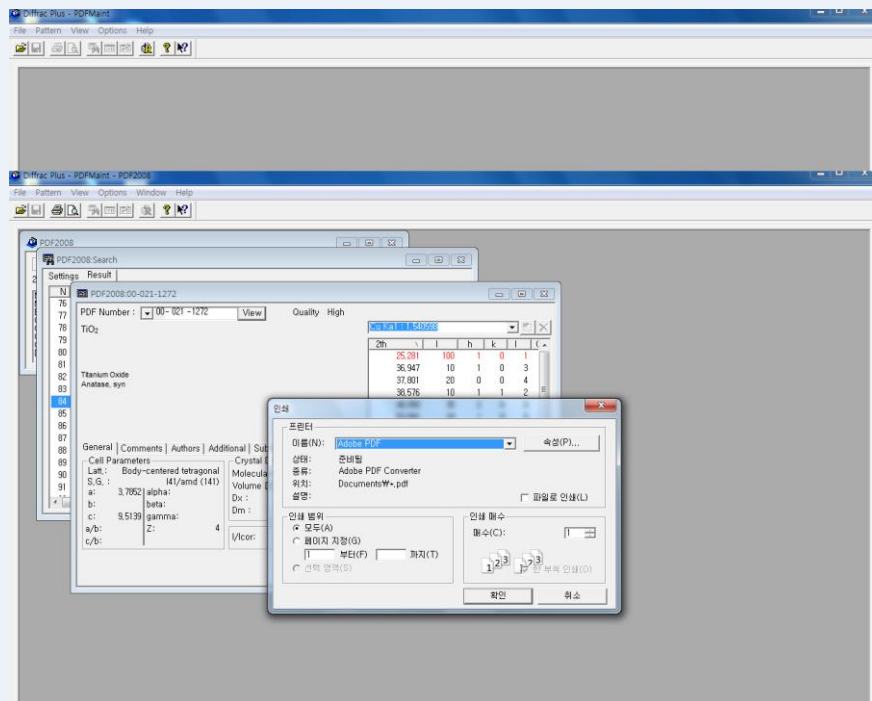 Diffrac Plus - PDFMaint
File Pattern View Options Help
Diffrac Plus - PDFMaint - PDF2008
File Pattern View Options Window Help
PDF2008
PDF2008:Search
Settings Result
N
76
77
78
79
80
81
82
83
84
85
86
87
88
89
90
91
PDF2008:00-021-1272
PDF Number : 00- 021 -1272 View Quality High
TiO2
Cu Ka1 : 1,540598
2th I h k l
25,281 100 1 0 1
36,947 10 1 0 3
37,801 20 0 0 4
38,576 10 1 1 2
Titanium Oxide
Anatase, syn
General Comments Authors Additional Sub
Cell Parameters
Latt,: Body-centered tetragonal
S,G, : I41/amd (141)
a: 3,7852 alpha:
b: beta:
c: 9,5139 gamma:
a/b: Z: 4
c/b:
Crystal D
Molecula
Volume
Dx :
Dm :
I/Icor:
인쇄
프린터
이름(N): Adobe PDF 속성(P)...
상태: 준비됨
종류: Adobe PDF Converter
위치: Documents₩*.pdf
설명:
파일로 인쇄(L)
인쇄 범위
모두(A)
페이지 지정(G)
1 부터(F) 까지(T)
선택 영역(S)
인쇄 매수
매수(C): 1
1 2 3
한 부씩 인쇄(O)
확인 취소